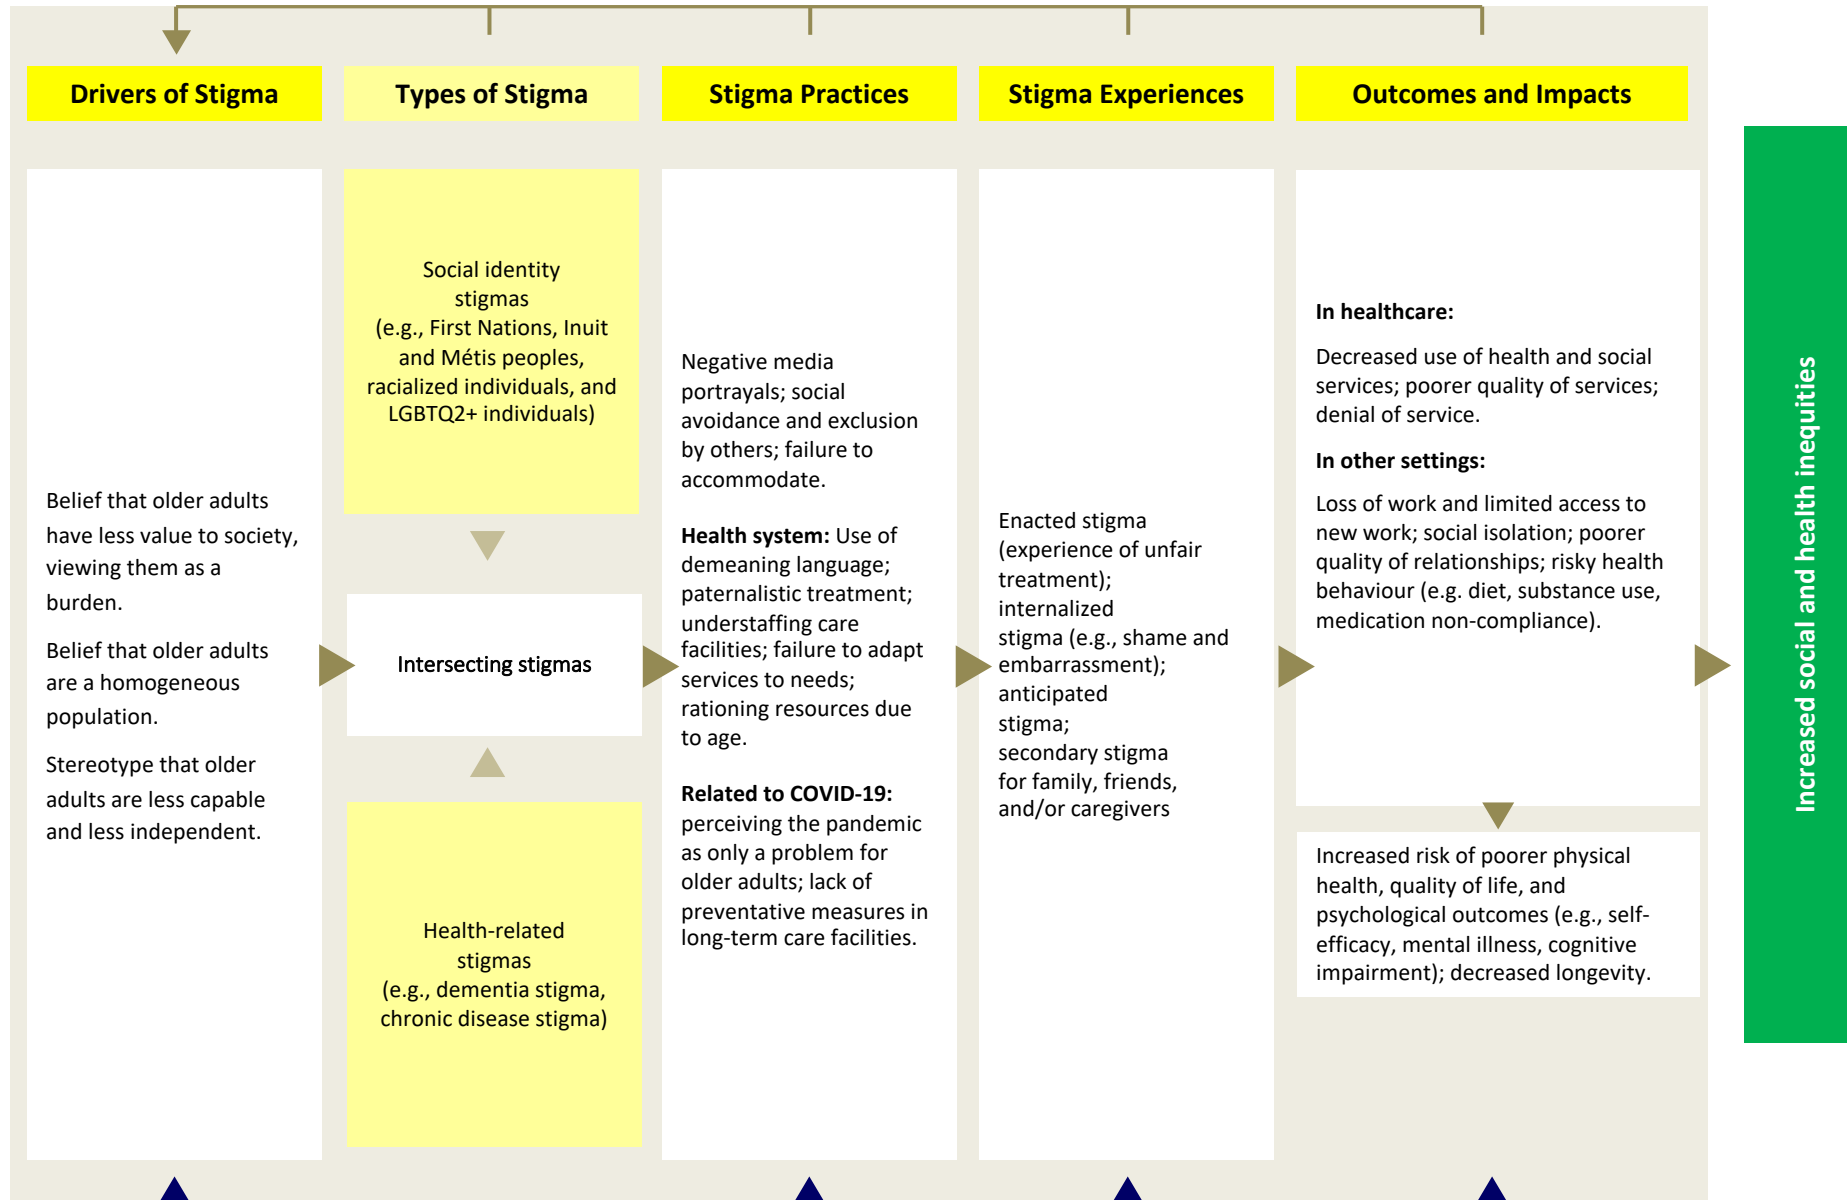 Drivers of Stigma
Types of Stigma
Stigma Practices
Stigma Experiences
Outcomes and Impacts
Belief that older adults
have less value to society,
viewing them as a
burden.
Belief that older adults
are a homogeneous
population.
Stereotype that older
adults are less capable
and less independent.
Social identity
stigmas
(e.g., First Nations, Inuit
and Métis peoples,
racialized individuals, and
LGBTQ2+ individuals)
Intersecting stigmas
Health-related
stigmas
(e.g., dementia stigma,
chronic disease stigma)
Negative media
portrayals; social
avoidance and exclusion
by others; failure to
accommodate.
Health system: Use of
demeaning language;
paternalistic treatment;
understaffing care
facilities; failure to adapt
services to needs;
rationing resources due
to age.
Related to COVID-19:
perceiving the pandemic
as only a problem for
older adults; lack of
preventative measures in
long-term care facilities.
Enacted stigma
(experience of unfair
treatment);
internalized
stigma (e.g., shame and
embarrassment);
anticipated
stigma;
secondary stigma
for family, friends,
and/or caregivers
In healthcare:
Decreased use of health and social
services; poorer quality of services;
denial of service.
In other settings:
Loss of work and limited access to
new work; social isolation; poorer
quality of relationships; risky health
behaviour (e.g. diet, substance use,
medication non-compliance).
Increased risk of poorer physical
health, quality of life, and
psychological outcomes (e.g., self-
efficacy, mental illness, cognitive
impairment); decreased longevity.
Increased social and health inequities